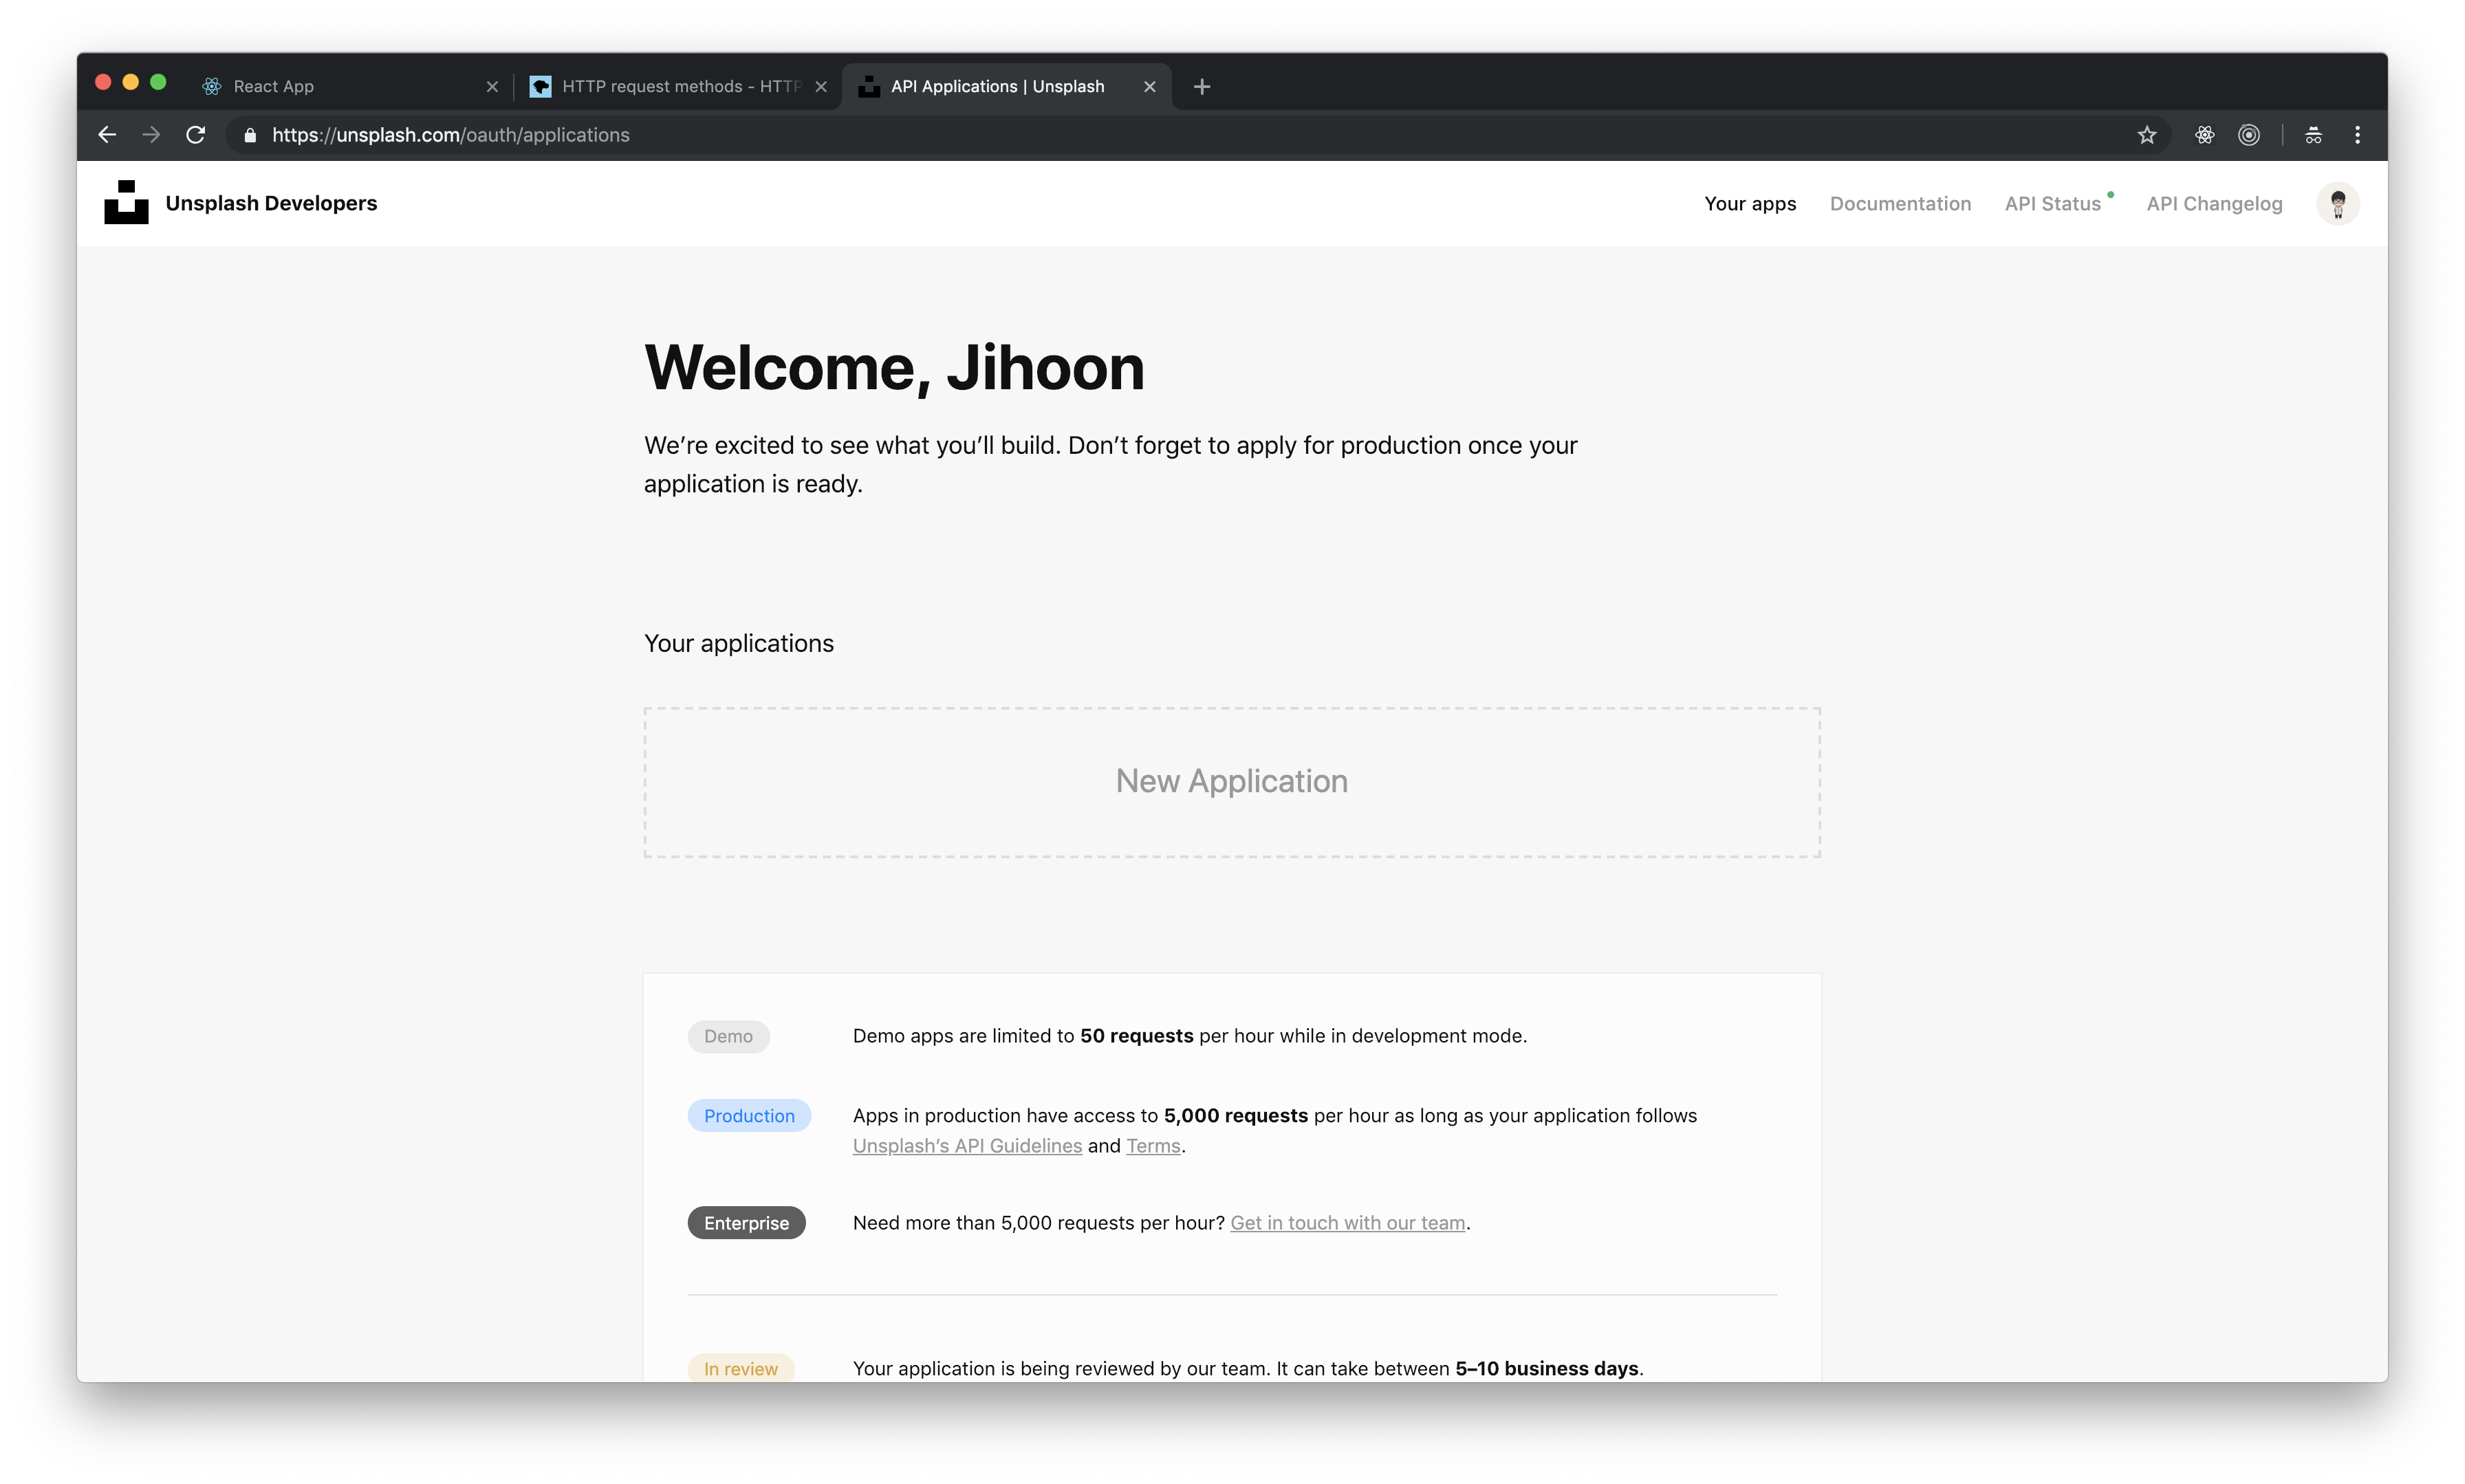 React App
HTTP request methods - HTTP
API Applications | Unsplash
https://unsplash.com/oauth/applications
Unsplash Developers
Your apps
Documentation
API Status
API Changelog
Welcome, Jihoon
We’re excited to see what you’ll build. Don’t forget to apply for production once your
application is ready.
Your applications
New Application
Demo
Demo apps are limited to 50 requests per hour while in development mode.
Production
Apps in production have access to 5,000 requests per hour as long as your application follows
Unsplash’s API Guidelines and Terms.
Enterprise
Need more than 5,000 requests per hour? Get in touch with our team.
In review
Your application is being reviewed by our team. It can take between 5–10 business days.